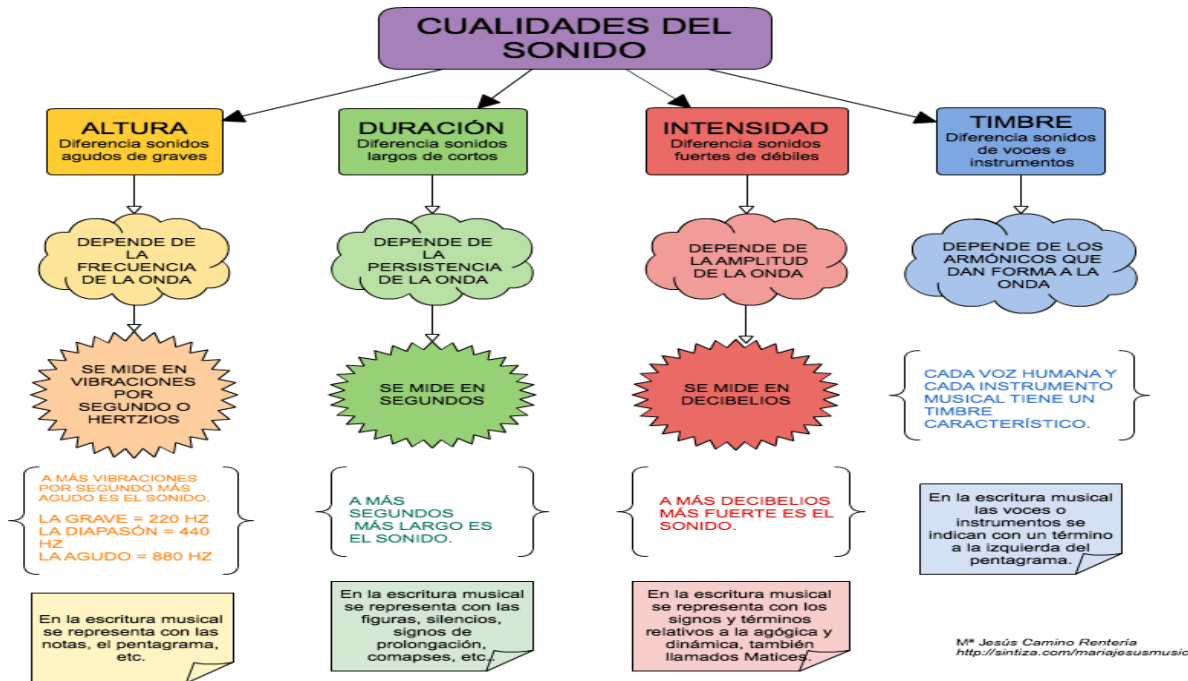 CUALIDADES DEL
SONIDO
ALTURA
Diferencia sonidos
agudos de graves
DEPENDE DE
LA
FRECUENCIA
DE LA ONDA
SE MIDE EN
VIBRACIONES
POR
SEGUNDO O
HERTZIOS
A MÁS VIBRACIONES
POR SEGUNDO MÁS
AGUDO ES EL SONIDO.
LA GRAVE = 220 HZ
LA DIAPASÓN = 440
HZ
LA AGUDO = 880 HZ
En la escritura musical
se representa con las
notas, el pentagrama,
etc.
DURACIÓN
Diferencia sonidos
largos de cortos
DEPENDE DE
LA
PERSISTENCIA
DE LA ONDA
SE MIDE EN
SEGUNDOS
A MÁS
SEGUNDOS
MÁS LARGO ES
EL SONIDO.
En la escritura musical
se representa con las
figuras, silencios,
signos de
prolongación,
comapses, etc..
INTENSIDAD
Diferencia sonidos
fuertes de débiles
DEPENDE DE
LA AMPLITUD
DE LA ONDA
SE MIDE EN
DECIBELIOS
A MÁS DECIBELIOS
MÁS FUERTE ES EL
SONIDO.
En la escritura musical
se representa con los
signos y términos
relativos a la agógica y
dinámica, también
llamados Matices.
TIMBRE
Diferencia sonidos
de voces e
instrumentos
DEPENDE DE LOS
ARMÓNICOS QUE
DAN FORMA A LA
ONDA
CADA VOZ HUMANA Y
CADA INSTRUMENTO
MUSICAL TIENE UN
TIMBRE
CARACTERÍSTICO.
En la escritura musical
las voces o
instrumentos se
indican con un término
a la izquierda del
pentagrama.
Mª Jesús Camino Rentería
http://sintiza.com/mariajesusmusic